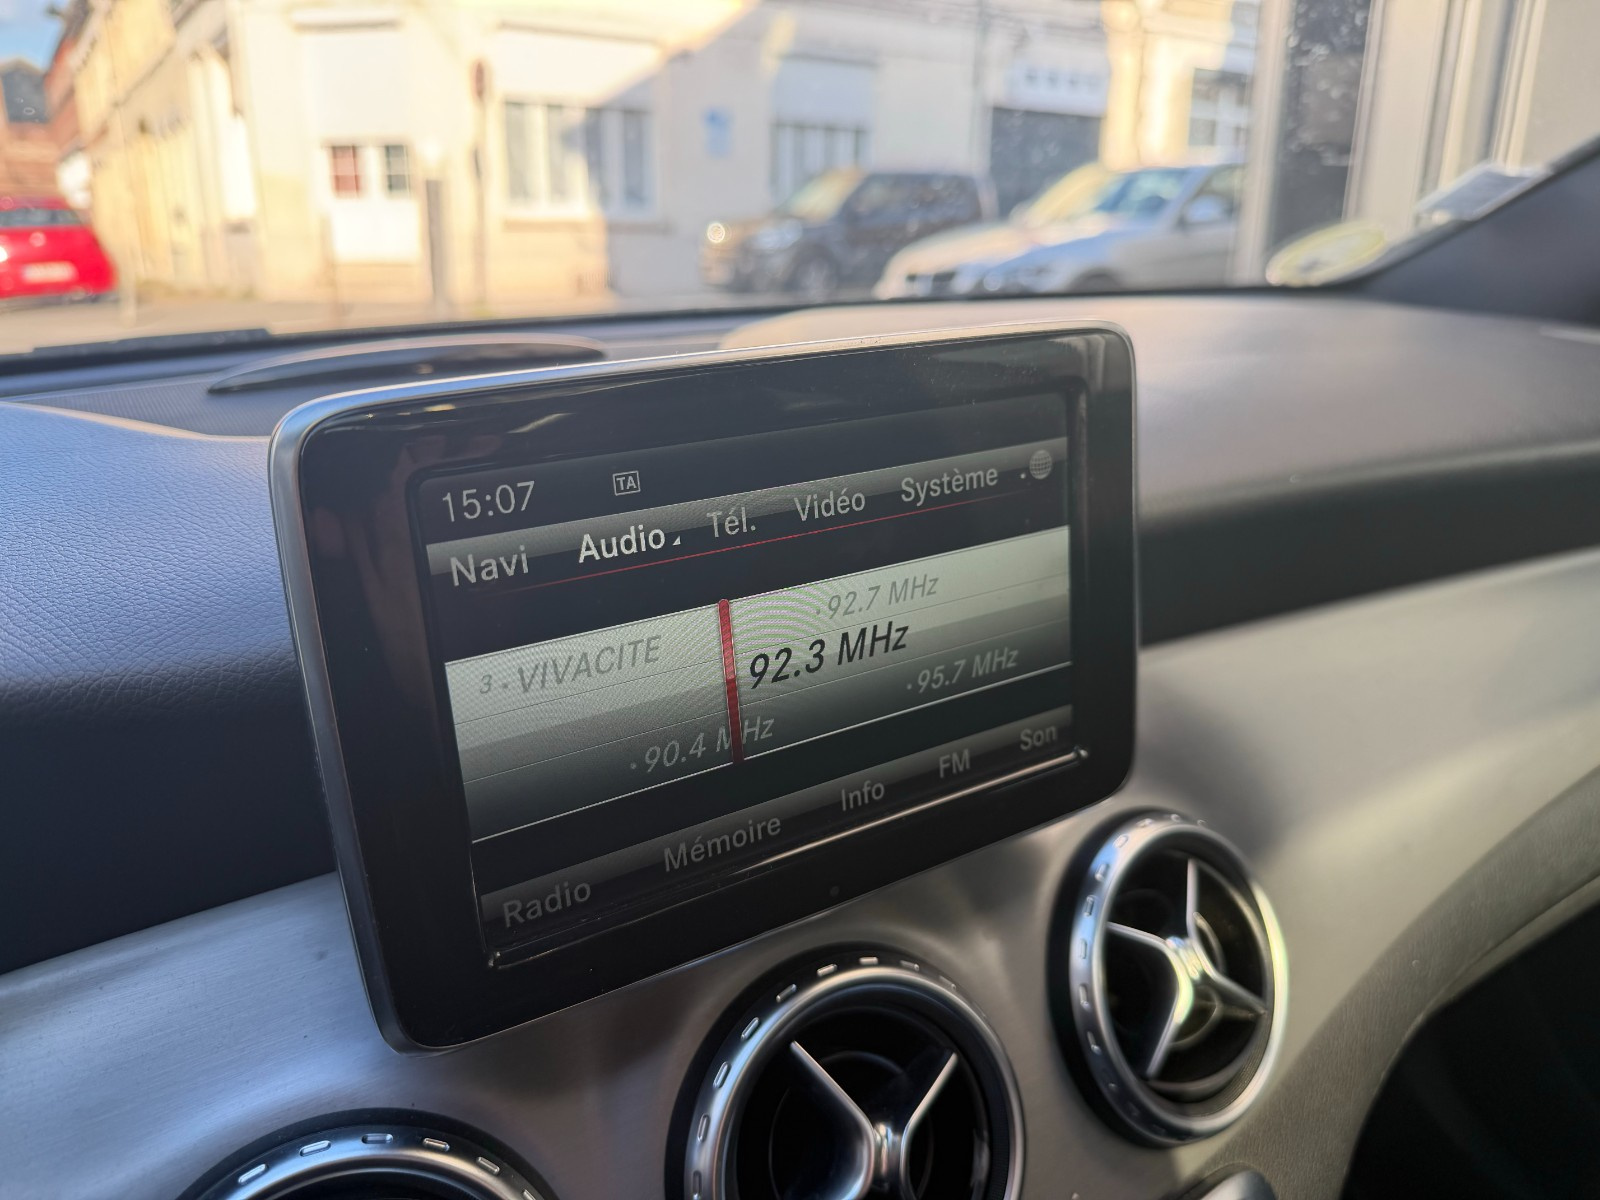 15:07 TA
Navi Audio Tél. Vidéo Système
92.7 MHz
3 · VIVACITE 92.3 MHz
95.7 MHz
90.4 MHz
Radio Mémoire Info FM Son